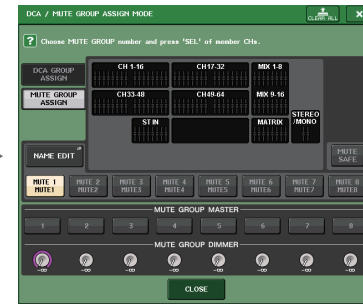 DCA / MUTE GROUP ASSIGN MODE
CLEAR ALL
? Choose MUTE GROUP number and press 'SEL' of member CHs.
DCA GROUP ASSIGN
MUTE GROUP ASSIGN
CH 1-16 CH17-32 MIX 1-8
CH33-48 CH49-64 MIX 9-16
ST IN MATRIX STEREO /MONO
NAME EDIT
MUTE SAFE
MUTE 1 MUTE 2 MUTE 3 MUTE 4 MUTE 5 MUTE 6 MUTE 7 MUTE 8
MUTE1 MUTE2 MUTE3 MUTE4 MUTE5 MUTE6 MUTE7 MUTE8
MUTE GROUP MASTER
1 2 3 4 5 6 7 8
MUTE GROUP DIMMER
-∞ -∞ -∞ -∞ -∞ -∞ -∞ -∞
CLOSE